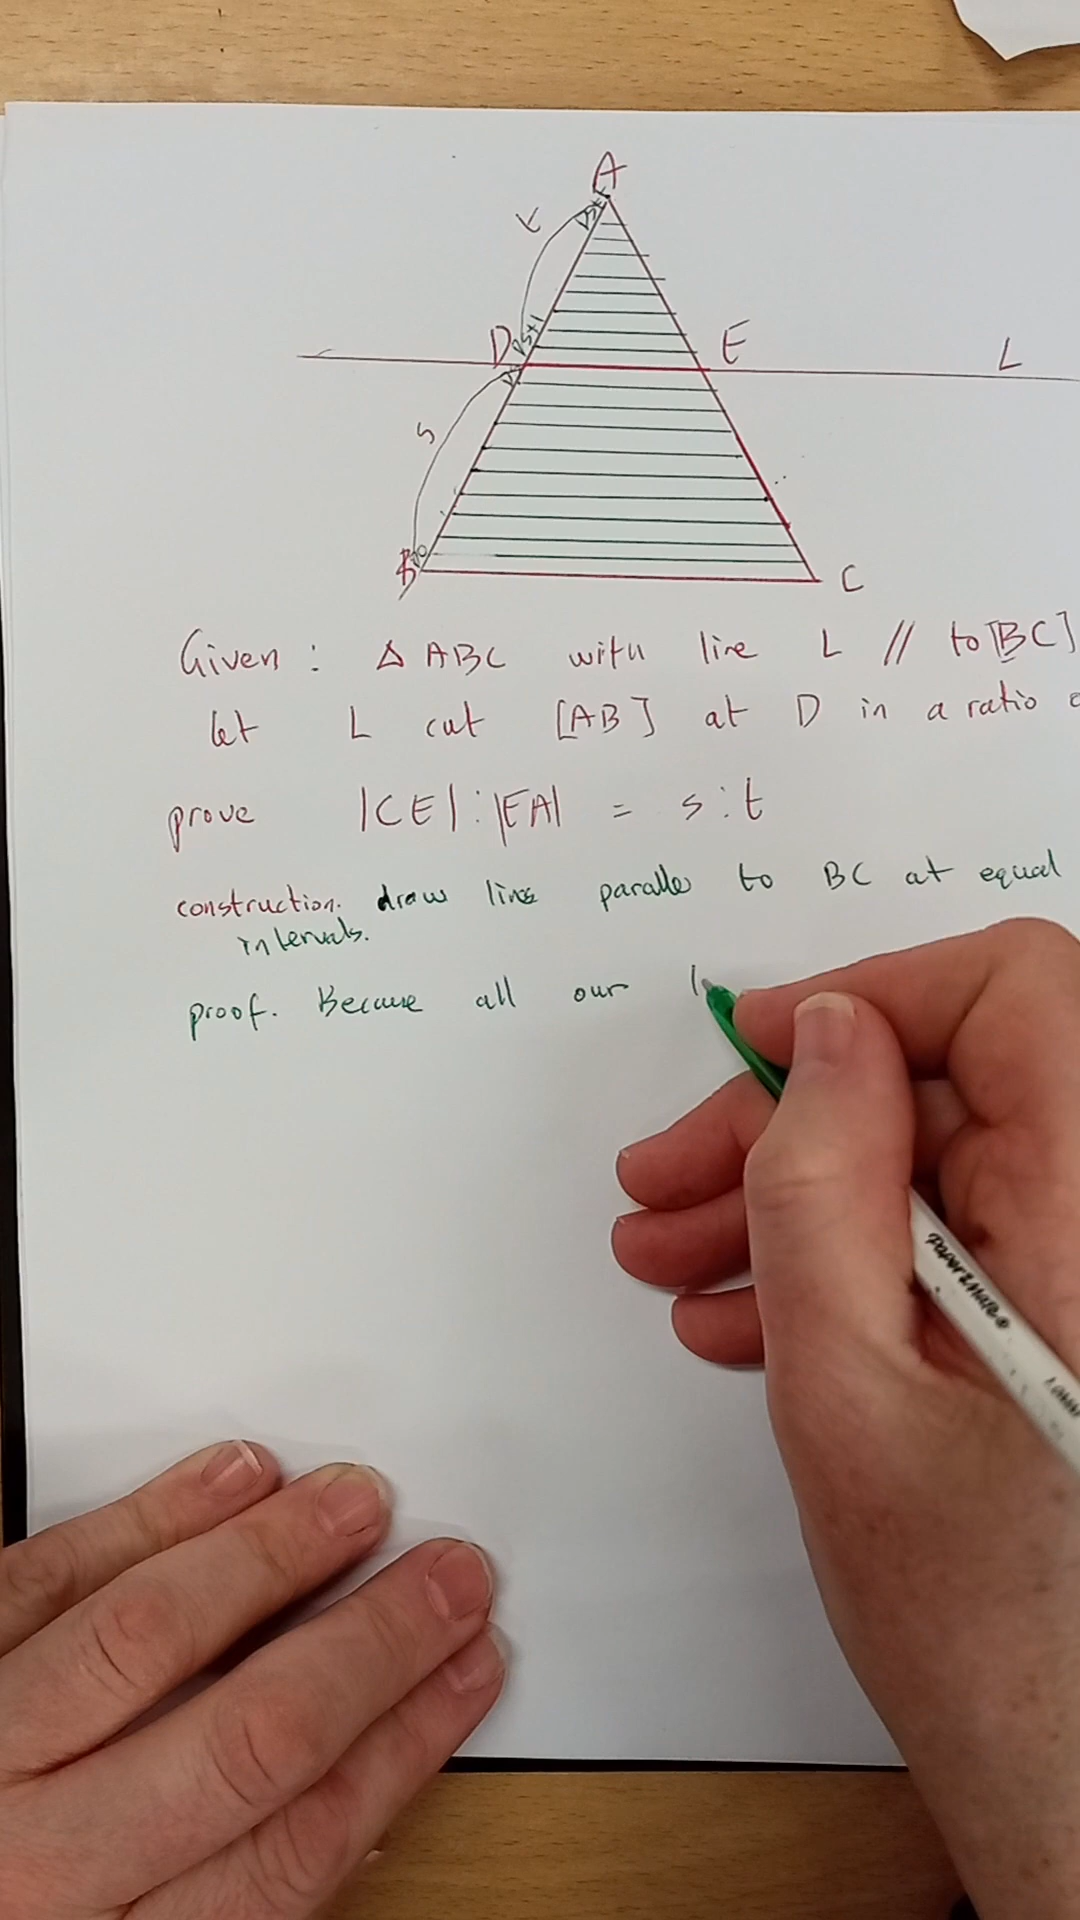 A
t
D
E
L
s
B
C
Given : Δ ABC with line L // to [BC]
let L cut [AB] at D in a ratio
prove |CE| : |EA| = s : t
construction. draw lines paralle to BC at equal
intervals.
proof. Because all our
PAPER MATE